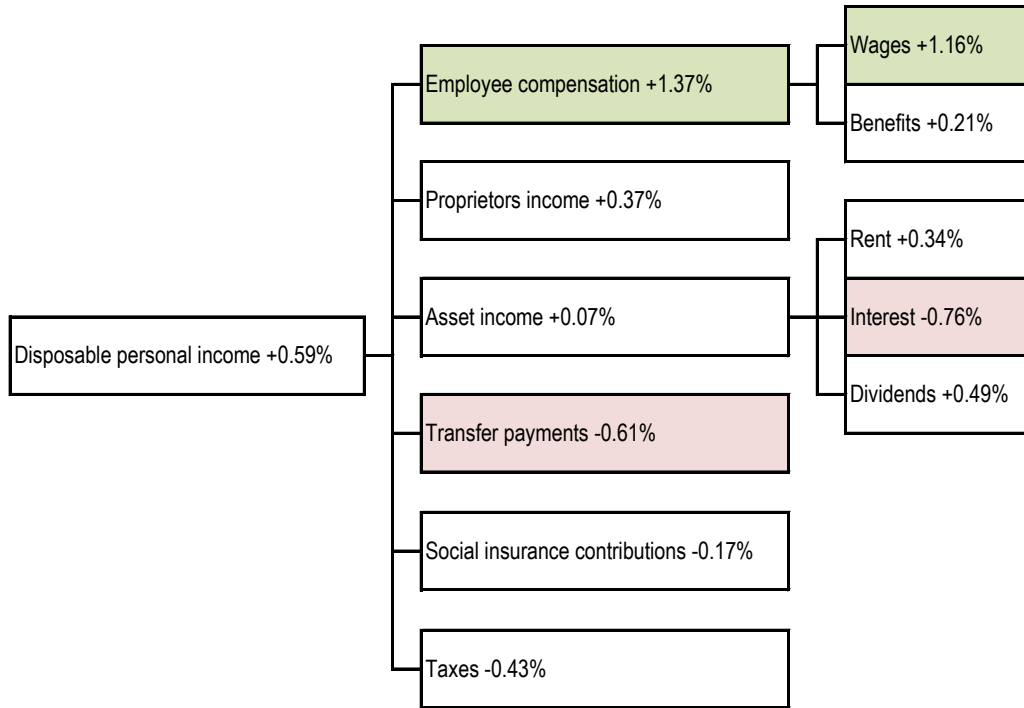 Disposable personal income +0.59%
Employee compensation +1.37%
Wages +1.16%
Benefits +0.21%
Proprietors income +0.37%
Asset income +0.07%
Rent +0.34%
Interest -0.76%
Dividends +0.49%
Transfer payments -0.61%
Social insurance contributions -0.17%
Taxes -0.43%